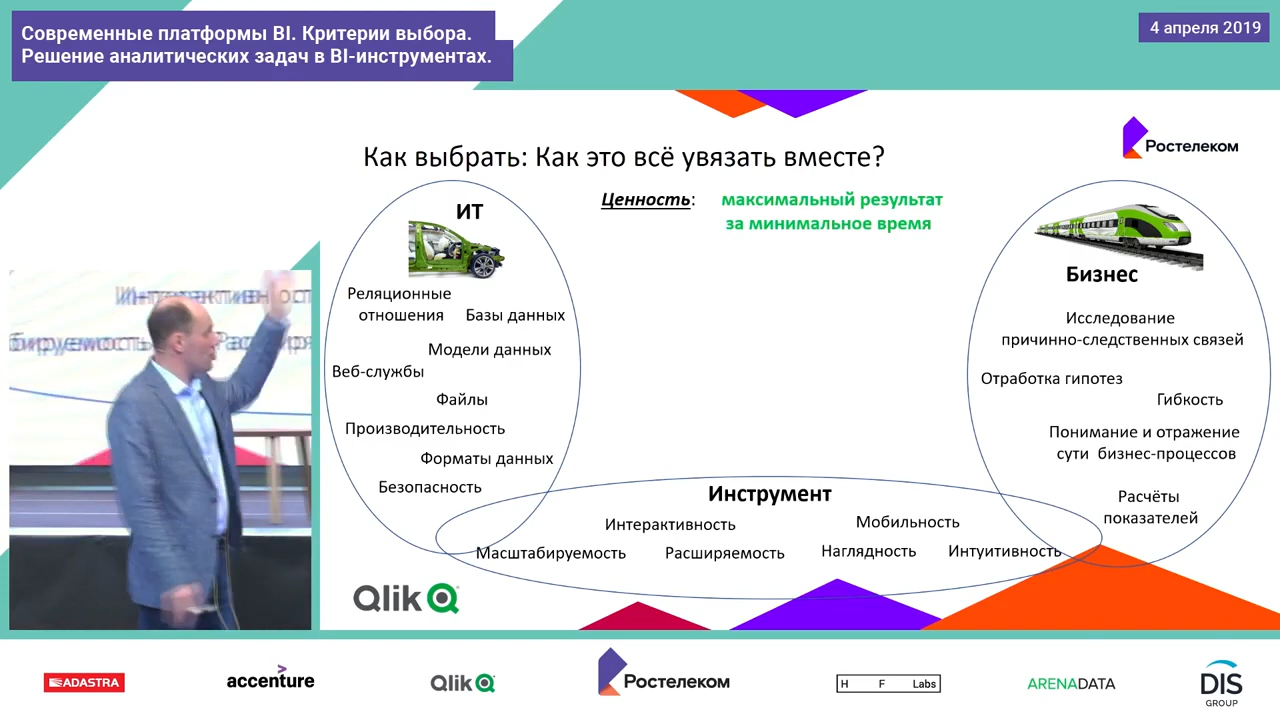 Современные платформы BI. Критерии выбора.
Решение аналитических задач в BI-инструментах.
4 апреля 2019
Ростелеком
Как выбрать: Как это всё увязать вместе?
Ценность: максимальный результат
за минимальное время
ИТ
Реляционные
отношения
Базы данных
Модели данных
Веб-службы
Файлы
Производительность
Форматы данных
Безопасность
Бизнес
Исследование
причинно-следственных связей
Отработка гипотез
Гибкость
Понимание и отражение
сути бизнес-процессов
Расчёты
показателей
Инструмент
Интерактивность
Мобильность
Масштабируемость
Расширяемость
Наглядность
Интуитивность
Qlik
ADASTRA
accenture
Qlik
Ростелеком
H F Labs
ARENADATA
DIS
GROUP